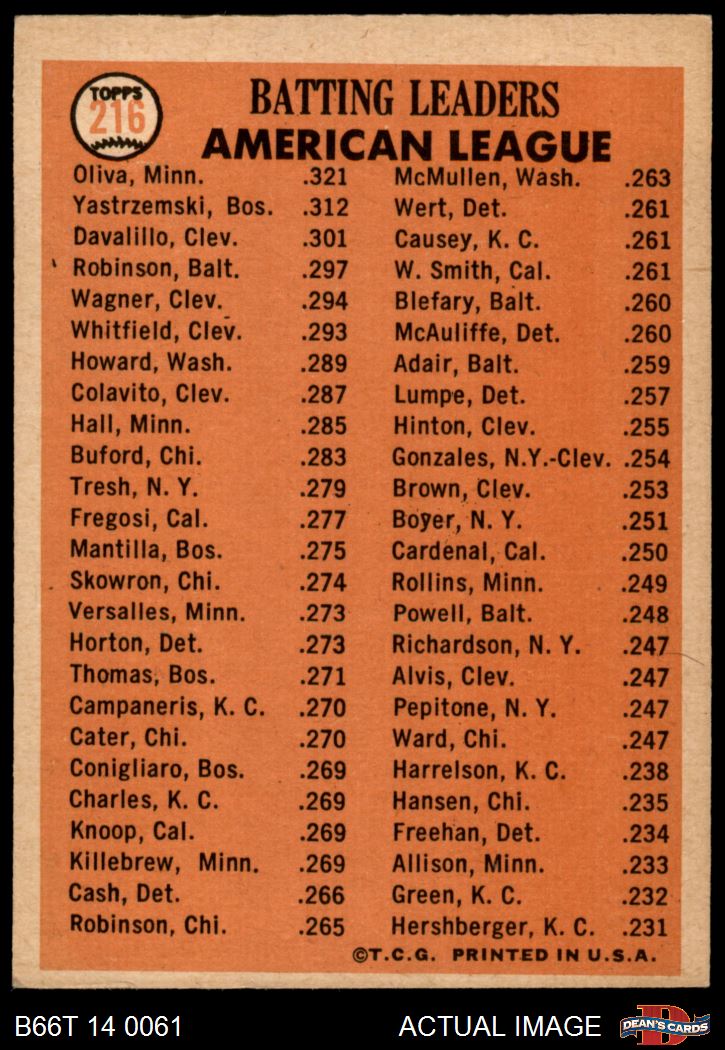 TOPPS
216
BATTING LEADERS
AMERICAN LEAGUE
Oliva, Minn. .321
Yastrzemski, Bos. .312
Davalillo, Clev. .301
Robinson, Balt. .297
Wagner, Clev. .294
Whitfield, Clev. .293
Howard, Wash. .289
Colavito, Clev. .287
Hall, Minn. .285
Buford, Chi. .283
Tresh, N. Y. .279
Fregosi, Cal. .277
Mantilla, Bos. .275
Skowron, Chi. .274
Versalles, Minn. .273
Horton, Det. .273
Thomas, Bos. .271
Campaneris, K. C. .270
Cater, Chi. .270
Conigliaro, Bos. .269
Charles, K. C. .269
Knoop, Cal. .269
Killebrew, Minn. .269
Cash, Det. .266
Robinson, Chi. .265
McMullen, Wash. .263
Wert, Det. .261
Causey, K. C. .261
W. Smith, Cal. .261
Blefary, Balt. .260
McAuliffe, Det. .260
Adair, Balt. .259
Lumpe, Det. .257
Hinton, Clev. .255
Gonzales, N.Y.-Clev. .254
Brown, Clev. .253
Boyer, N. Y. .251
Cardenal, Cal. .250
Rollins, Minn. .249
Powell, Balt. .248
Richardson, N. Y. .247
Alvis, Clev. .247
Pepitone, N. Y. .247
Ward, Chi. .247
Harrelson, K. C. .238
Hansen, Chi. .235
Freehan, Det. .234
Allison, Minn. .233
Green, K. C. .232
Hershberger, K. C. .231
©T.C.G. PRINTED IN U.S.A.
B66T 14 0061
ACTUAL IMAGE
D
DEAN'S CARDS